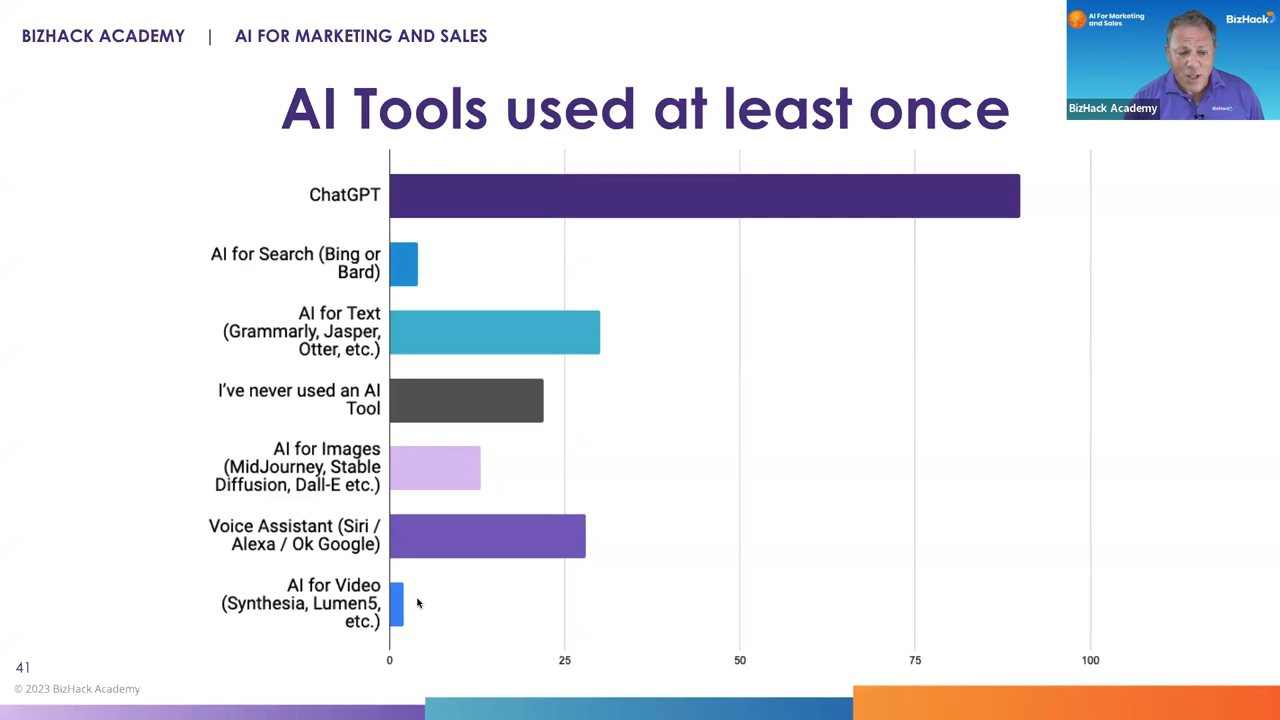 BIZHACK ACADEMY | AI FOR MARKETING AND SALES
AI For Marketing
and Sales
BizHack
BizHack
BizHack Academy
AI Tools used at least once
ChatGPT
AI for Search (Bing or
Bard)
AI for Text
(Grammarly, Jasper,
Otter, etc.)
I've never used an AI
Tool
AI for Images
(MidJourney, Stable
Diffusion, Dall-E etc.)
Voice Assistant (Siri /
Alexa / Ok Google)
AI for Video
(Synthesia, Lumen5,
etc.)
0 25 50 75 100
41
© 2023 BizHack Academy